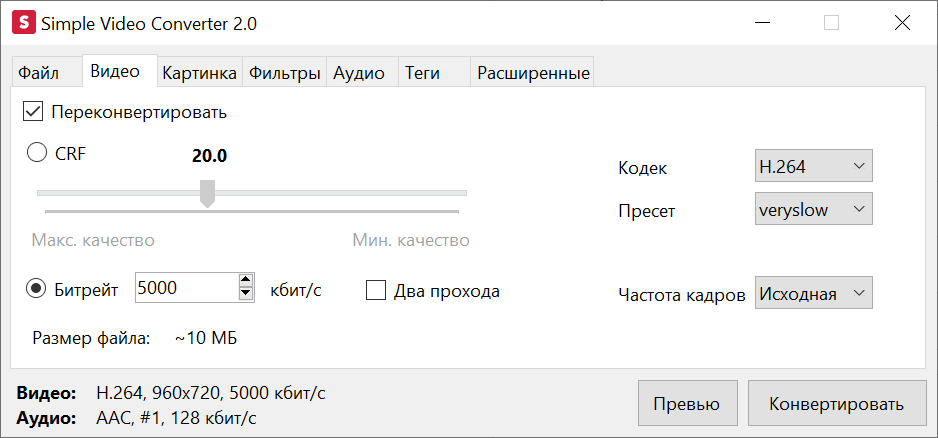 S Simple Video Converter 2.0
Файл Видео Картинка Фильтры Аудио Теги Расширенные
Переконвертировать
CRF 20.0
Кодек H.264
Пресет veryslow
Макс. качество Мин. качество
Битрейт 5000 кбит/с Два прохода
Частота кадров Исходная
Размер файла: ~10 МБ
Видео: H.264, 960x720, 5000 кбит/с
Аудио: AAC, #1, 128 кбит/с
Превью Конвертировать